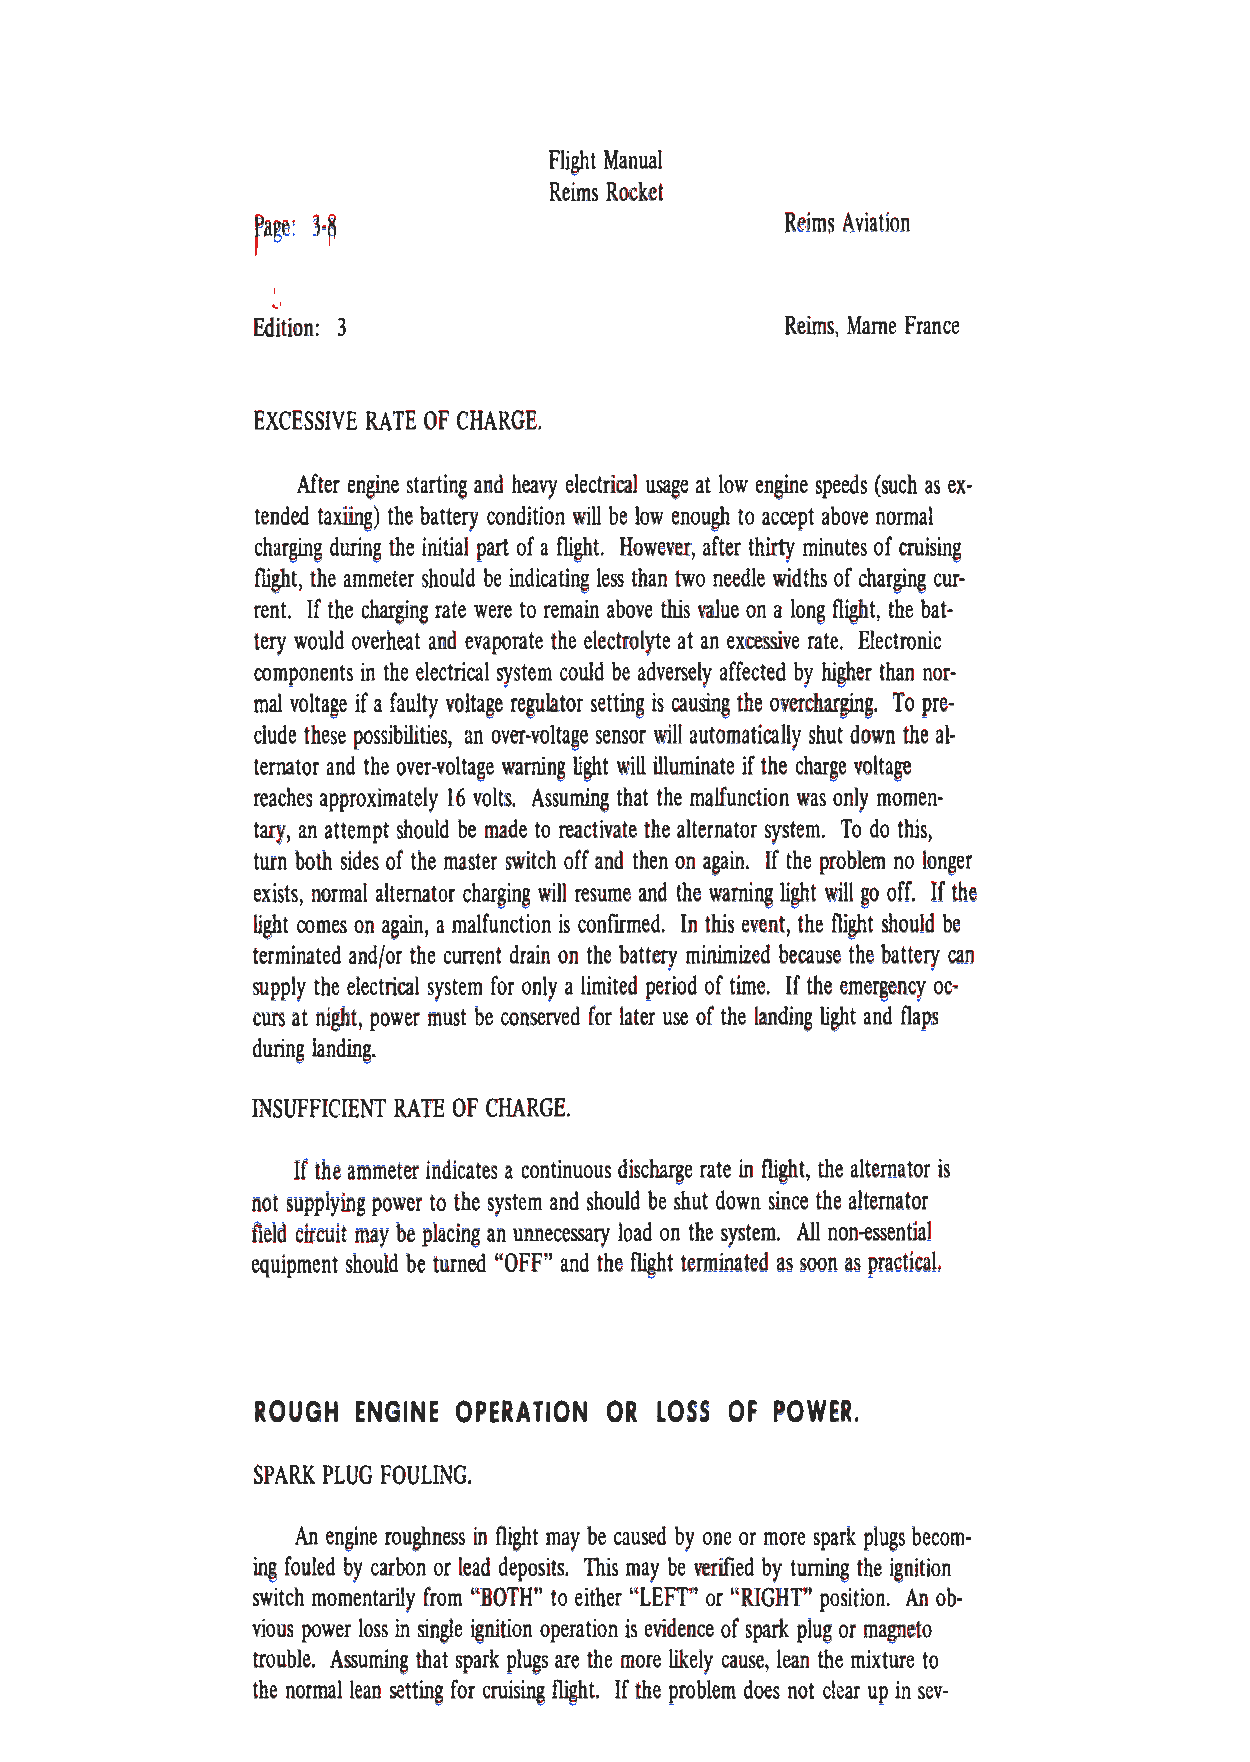 Flight Manual
Reims Rocket
Page: 3-8 Reims Aviation
Edition: 3 Reims, Marne France
EXCESSIVE RATE OF CHARGE.
After engine starting and heavy electrical usage at low engine speeds (such as ex-
tended taxiing) the battery condition will be low enough to accept above normal
charging during the initial part of a flight. However, after thirty minutes of cruising
flight, the ammeter should be indicating less than two needle widths of charging cur-
rent. If the charging rate were to remain above this value on a long flight, the bat-
tery would overheat and evaporate the electrolyte at an excessive rate. Electronic
components in the electrical system could be adversely affected by higher than nor-
mal voltage if a faulty voltage regulator setting is causing the overcharging. To pre-
clude these possibilities, an over-voltage sensor will automatically shut down the al-
ternator and the over-voltage warning light will illuminate if the charge voltage
reaches approximately 16 volts. Assuming that the malfunction was only momen-
tary, an attempt should be made to reactivate the alternator system. To do this,
turn both sides of the master switch off and then on again. If the problem no longer
exists, normal alternator charging will resume and the warning light will go off. If the
light comes on again, a malfunction is confirmed. In this event, the flight should be
terminated and/or the current drain on the battery minimized because the battery can
supply the electrical system for only a limited period of time. If the emergency oc-
curs at night, power must be conserved for later use of the landing light and flaps
during landing.
INSUFFICIENT RATE OF CHARGE.
If the ammeter indicates a continuous discharge rate in flight, the alternator is
not supplying power to the system and should be shut down since the alternator
field circuit may be placing an unnecessary load on the system. All non-essential
equipment should be turned “OFF” and the flight terminated as soon as practical.
ROUGH ENGINE OPERATION OR LOSS OF POWER.
SPARK PLUG FOULING.
An engine roughness in flight may be caused by one or more spark plugs becom-
ing fouled by carbon or lead deposits. This may be verified by turning the ignition
switch momentarily from “BOTH” to either “LEFT” or “RIGHT” position. An ob-
vious power loss in single ignition operation is evidence of spark plug or magneto
trouble. Assuming that spark plugs are the more likely cause, lean the mixture to
the normal lean setting for cruising flight. If the problem does not clear up in sev-